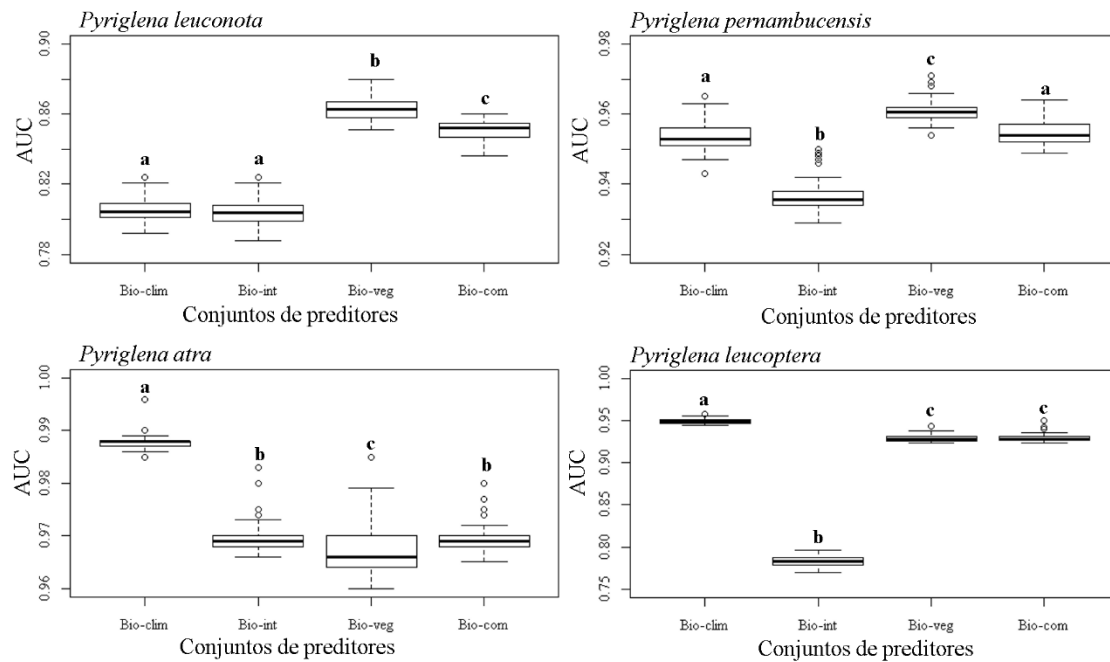 Pyriglena leuconota
AUC
0.90
0.86
0.82
0.78
a
a
b
c
Bio-clim Bio-int Bio-veg Bio-com
Conjuntos de preditores
Pyriglena pernambucensis
AUC
0.98
0.96
0.94
0.92
a
b
c
a
Bio-clim Bio-int Bio-veg Bio-com
Conjuntos de preditores
Pyriglena atra
AUC
1.00
0.99
0.98
0.97
0.96
a
b
c
b
Bio-clim Bio-int Bio-veg Bio-com
Conjuntos de preditores
Pyriglena leucoptera
AUC
1.00
0.95
0.90
0.85
0.80
0.75
a
b
c
c
Bio-clim Bio-int Bio-veg Bio-com
Conjuntos de preditores